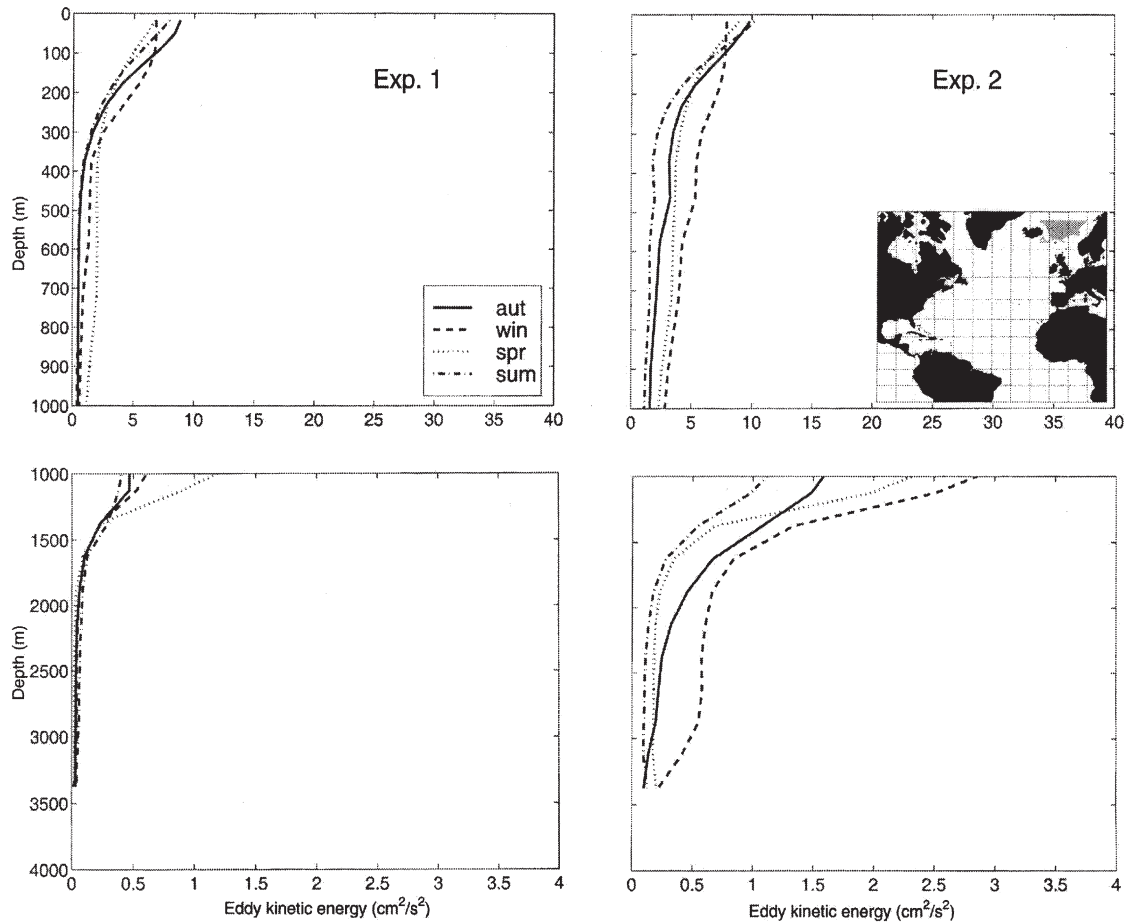 0
100
200
300
400
500
600
700
800
900
1000
Depth (m)
Exp. 1
aut
win
spr
sum
0 5 10 15 20 25 30 35 40
Exp. 2
0 5 10 15 20 25 30 35 40
1000
1500
2000
2500
3000
3500
4000
Depth (m)
0 0.5 1 1.5 2 2.5 3 3.5 4
Eddy kinetic energy (cm²/s²)
0 0.5 1 1.5 2 2.5 3 3.5 4
Eddy kinetic energy (cm²/s²)